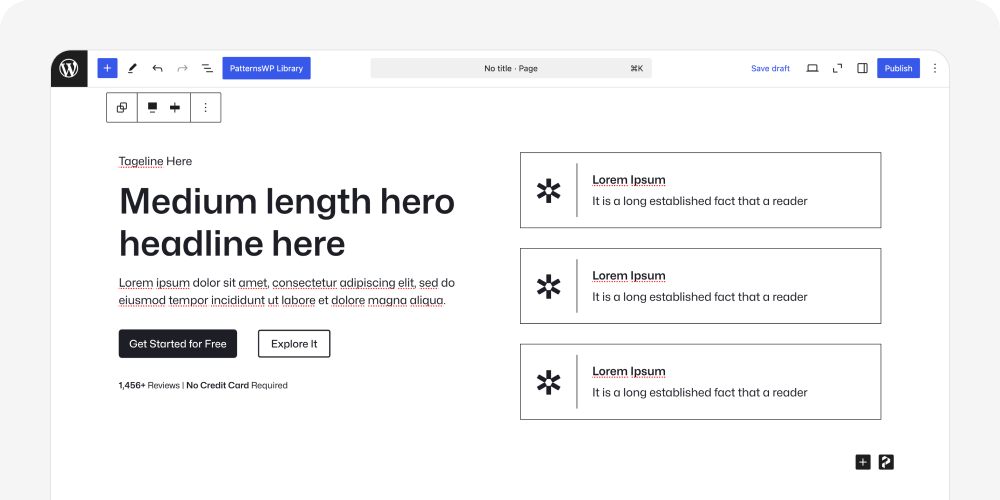 PatternsWP Library
No title · Page
⌘K
Save draft
Publish
Tageline Here
Medium length hero
headline here
Lorem ipsum dolor sit amet, consectetur adipiscing elit, sed do
eiusmod tempor incididunt ut labore et dolore magna aliqua.
Get Started for Free
Explore It
1,456+ Reviews | No Credit Card Required
Lorem Ipsum
It is a long established fact that a reader
Lorem Ipsum
It is a long established fact that a reader
Lorem Ipsum
It is a long established fact that a reader